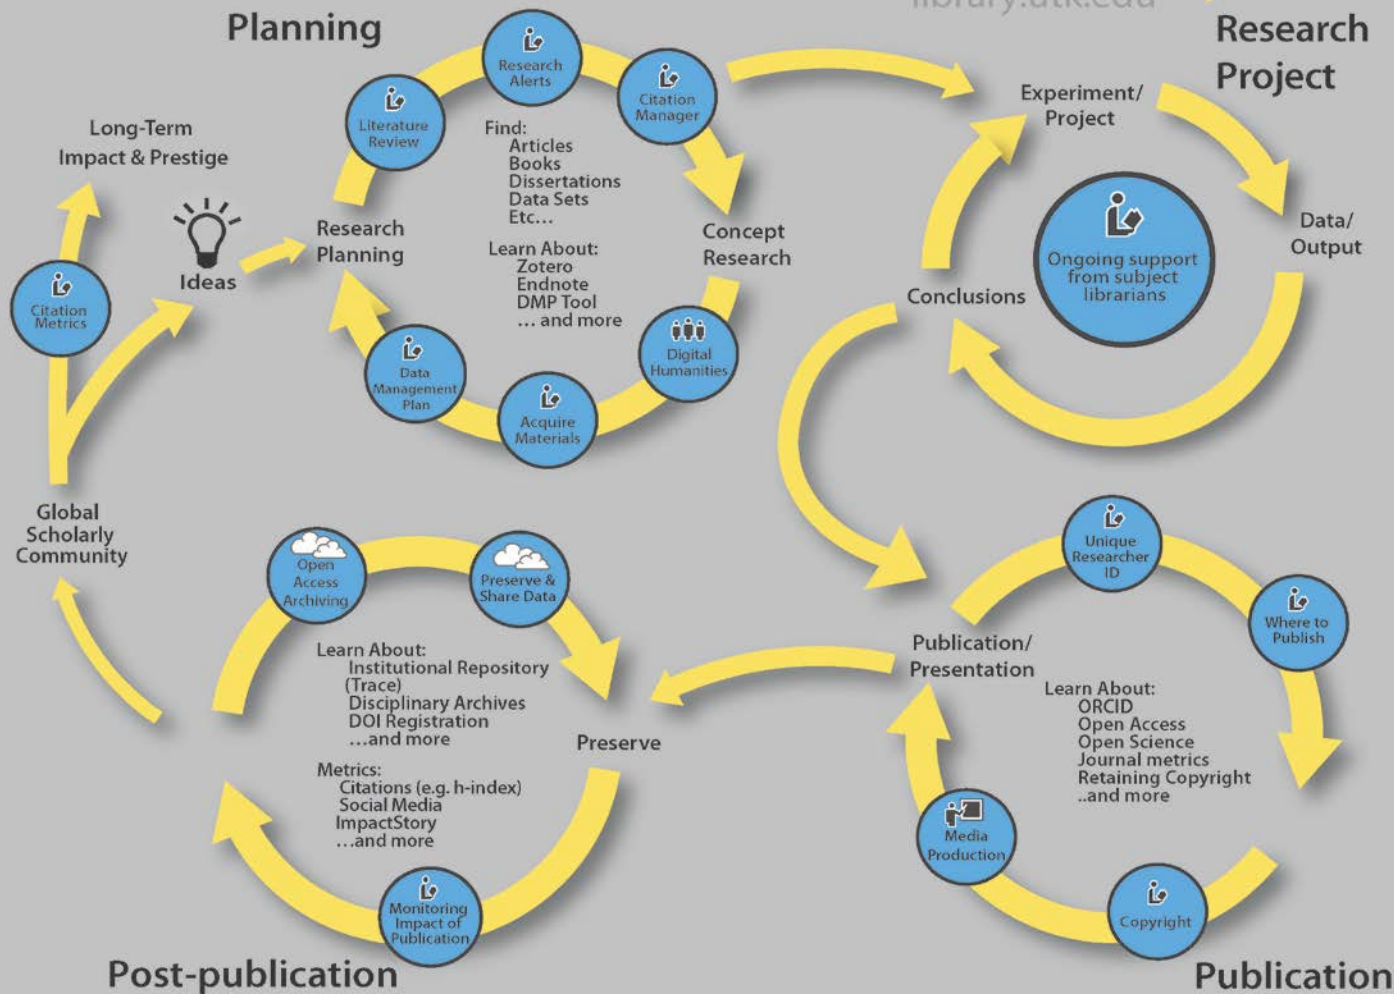 library.utk.edu
Planning
Research
Project
Research
Alerts
Citation
Manager
Literature
Review
Find:
Articles
Books
Dissertations
Data Sets
Etc...
Learn About:
Zotero
Endnote
DMP Tool
... and more
Research
Planning
Concept
Research
Digital
Humanities
Acquire
Materials
Data
Management
Plan
Long-Term
Impact & Prestige
Ideas
Citation
Metrics
Global
Scholarly
Community
Experiment/
Project
Data/
Output
Ongoing support
from subject
librarians
Conclusions
Unique
Researcher
ID
Where to
Publish
Publication/
Presentation
Learn About:
ORCID
Open Access
Open Science
Journal metrics
Retaining Copyright
..and more
Media
Production
Copyright
Publication
Open
Access
Archiving
Preserve &
Share Data
Learn About:
Institutional Repository
(Trace)
Disciplinary Archives
DOI Registration
...and more
Metrics:
Citations (e.g. h-index)
Social Media
ImpactStory
...and more
Preserve
Monitoring
Impact of
Publication
Post-publication